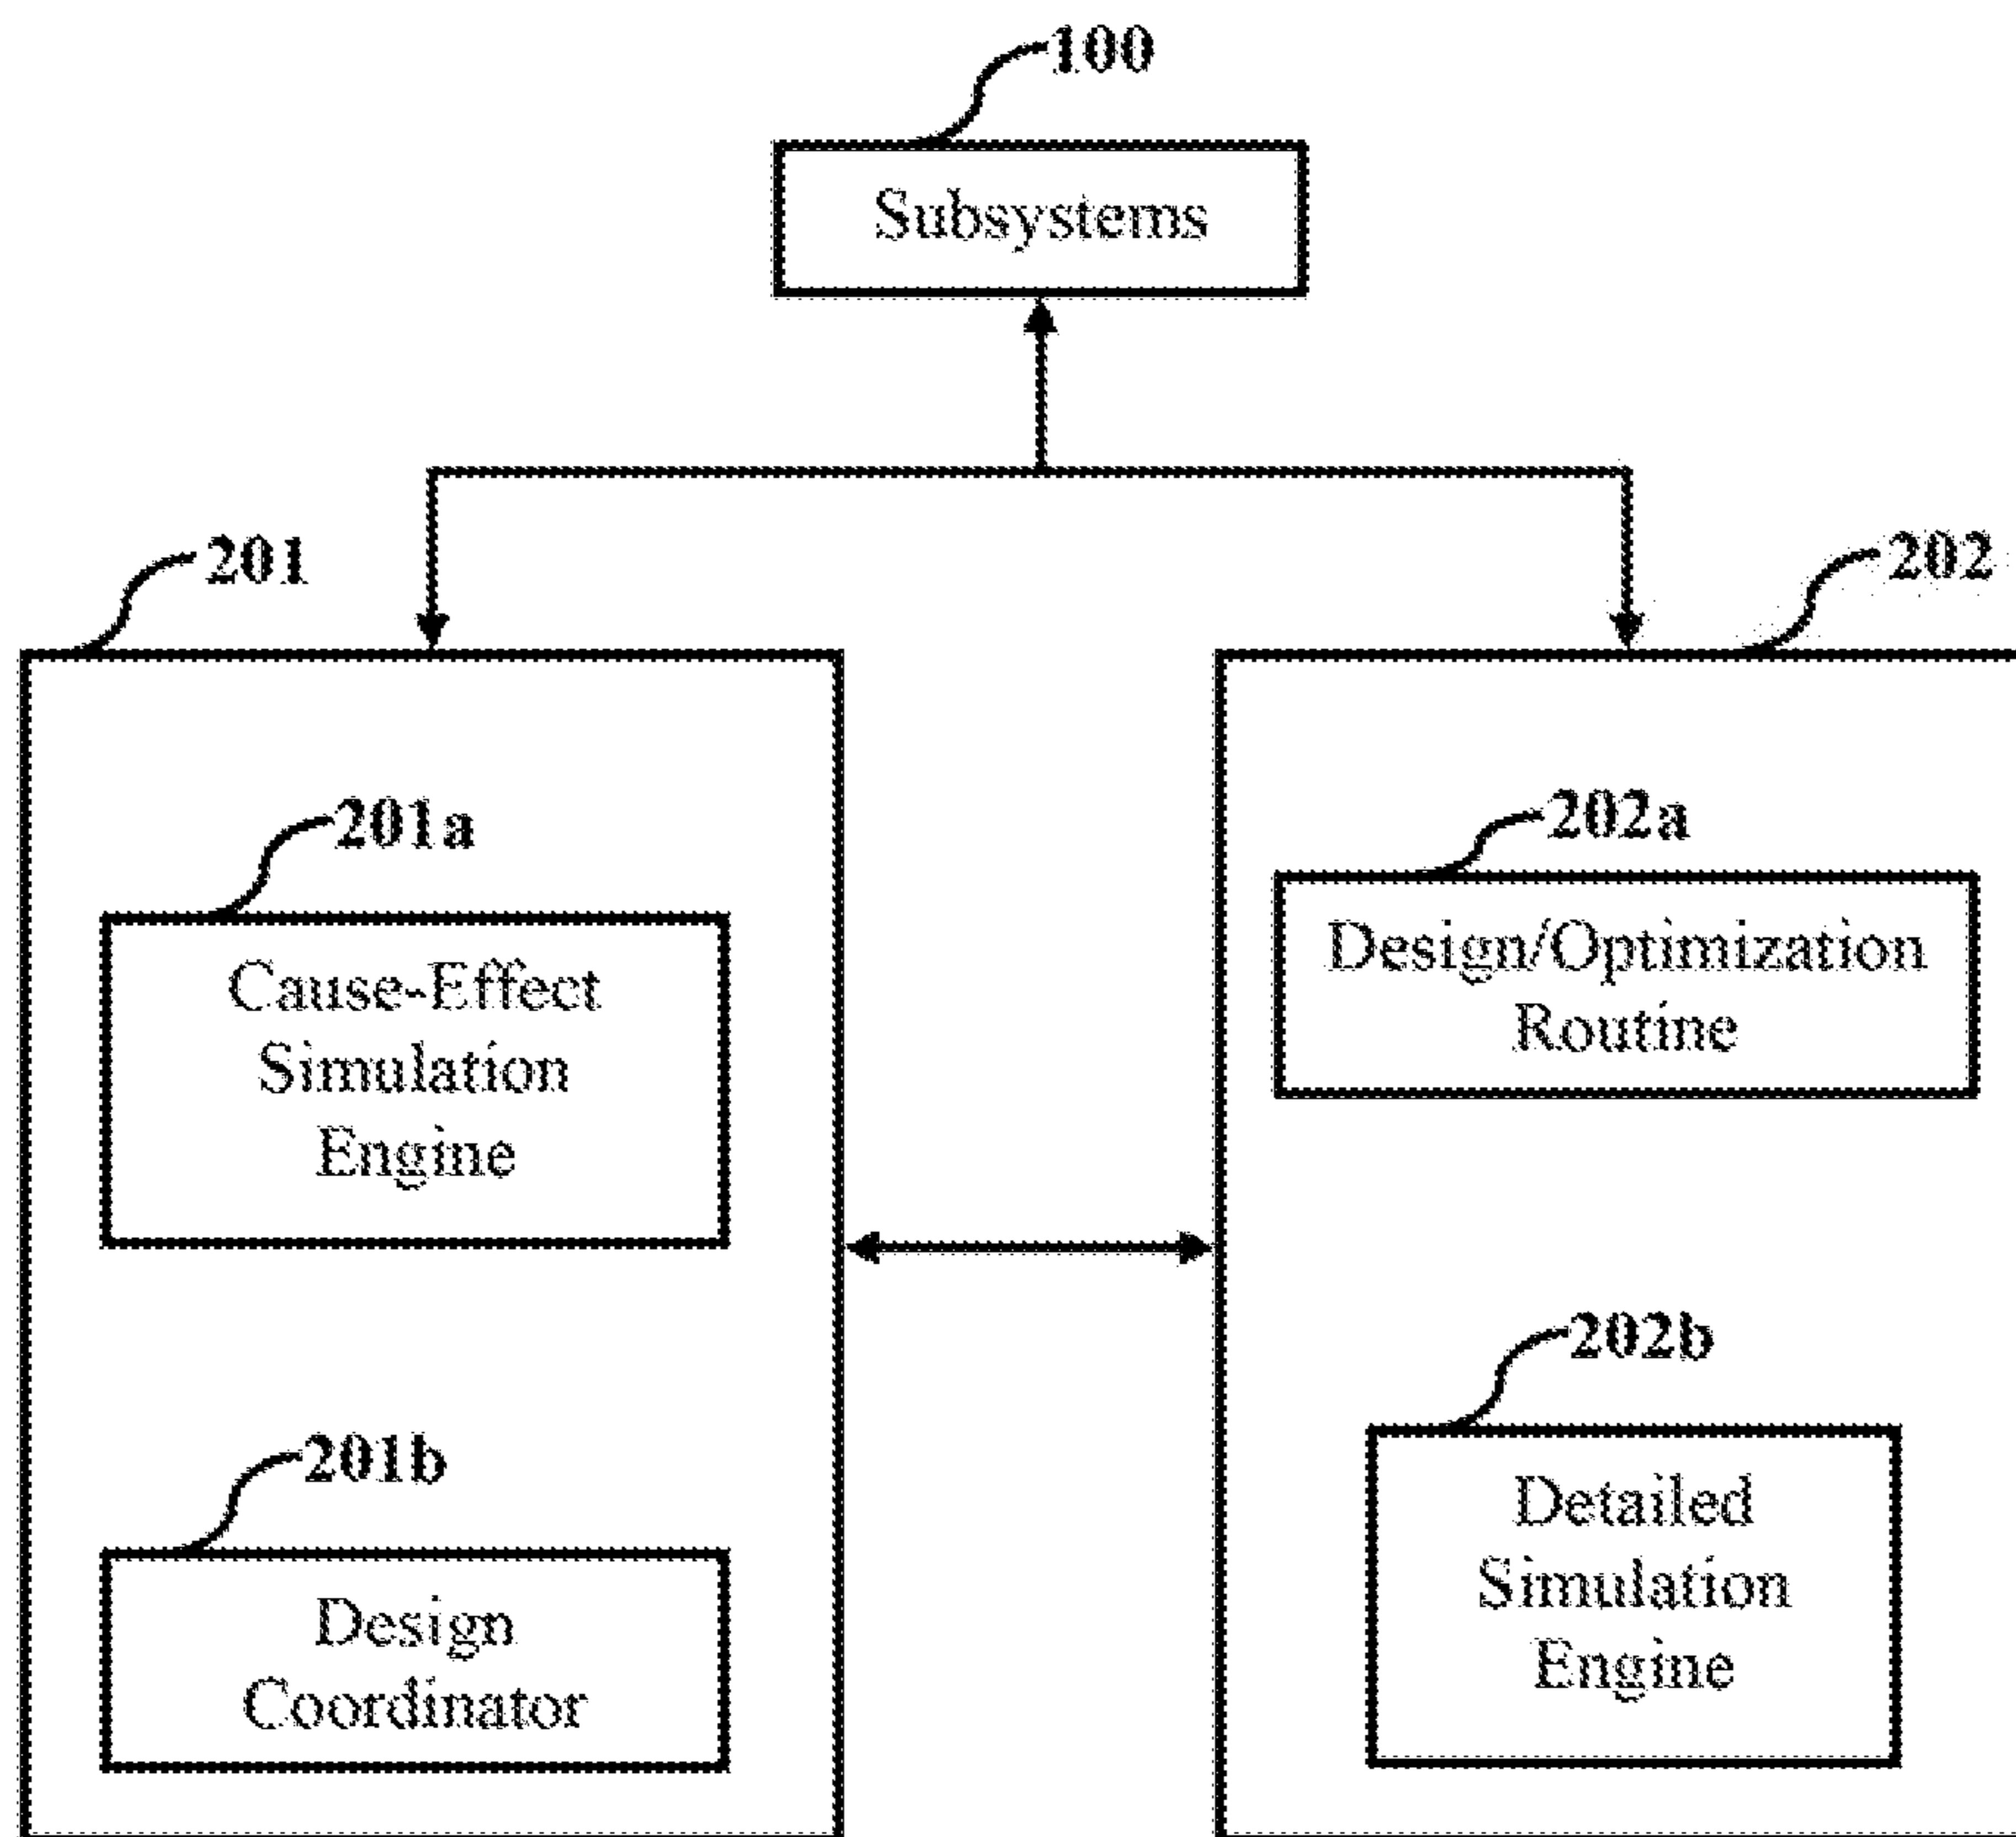 100
Subsystems
201
202
201a
Cause-Effect
Simulation
Engine
201b
Design
Coordinator
202a
Design/Optimization
Routine
202b
Detailed
Simulation
Engine